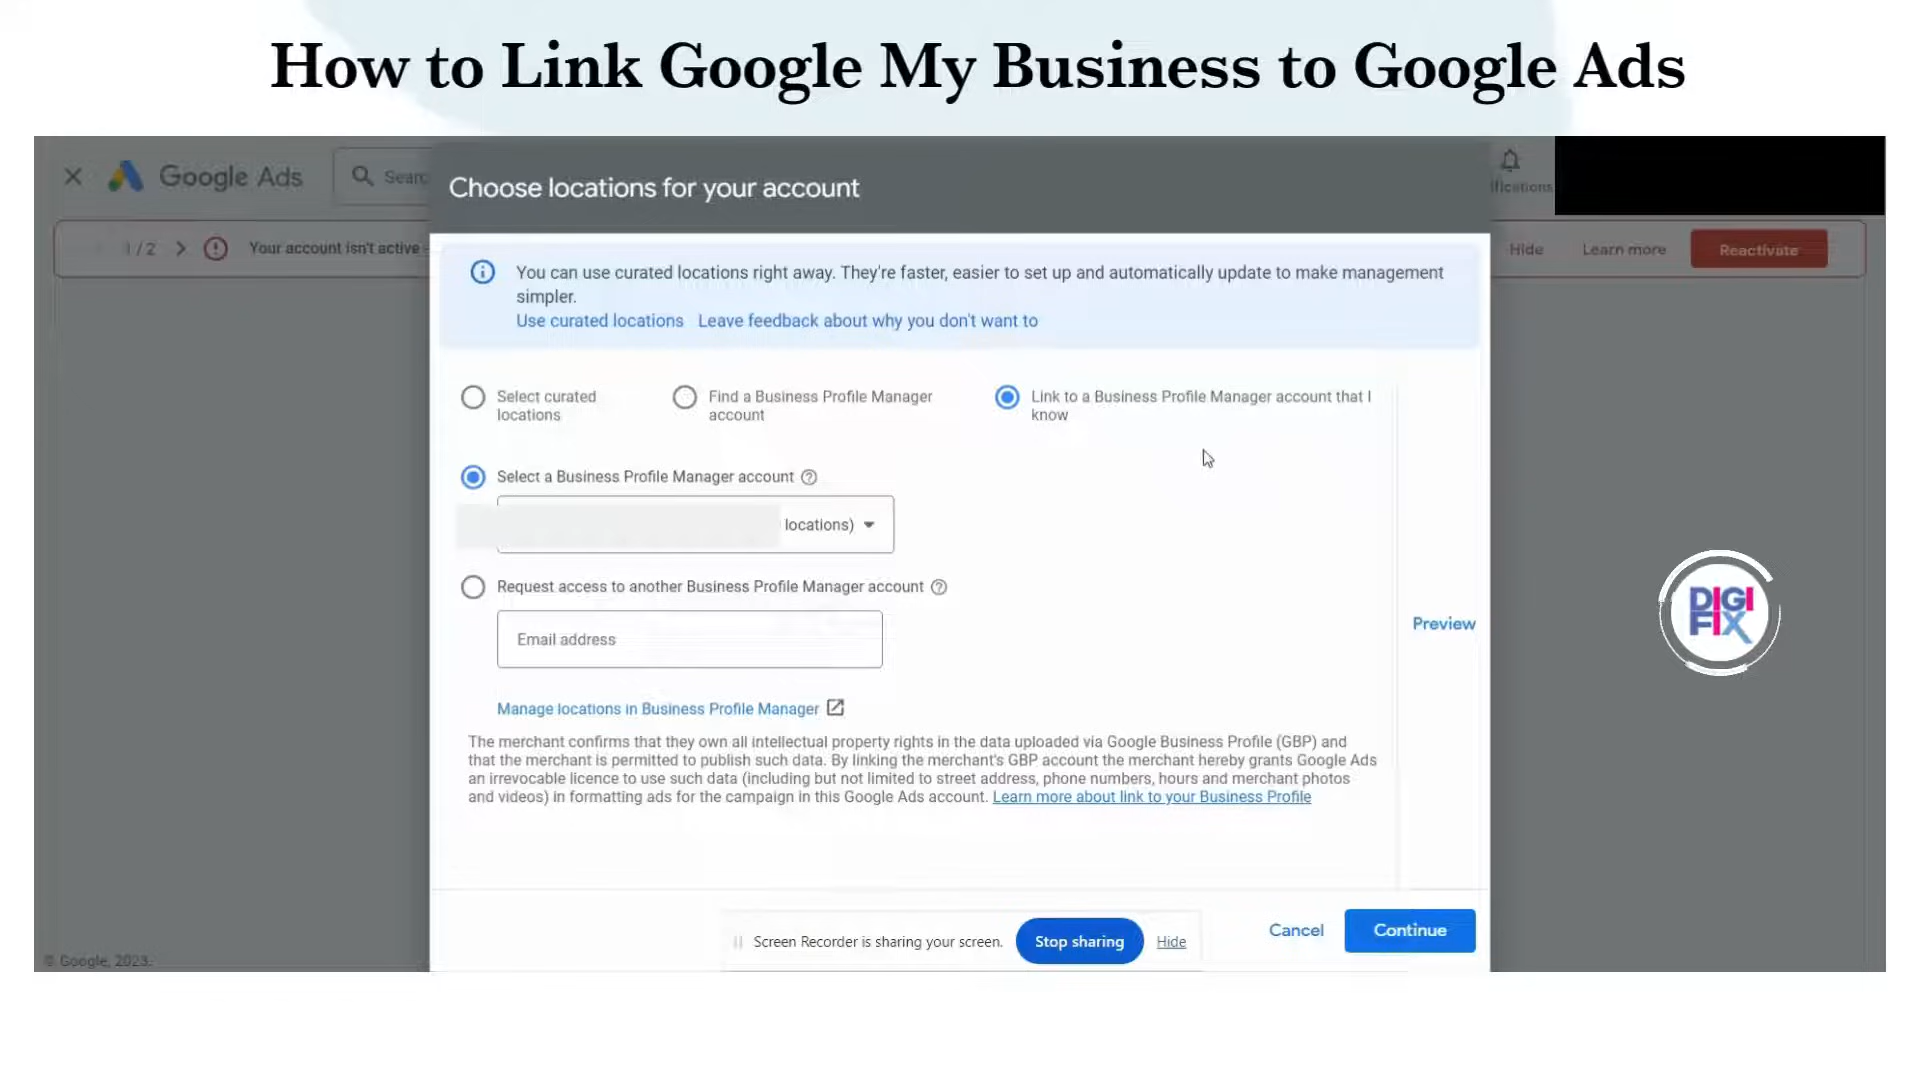 How to Link Google My Business to Google Ads
Google Ads
Searc
Choose locations for your account
ifications
1 / 2
Your account isn't active -
Hide
Learn more
Reactivate
You can use curated locations right away. They're faster, easier to set up and automatically update to make management
simpler.
Use curated locations Leave feedback about why you don't want to
Select curated
locations
Find a Business Profile Manager
account
Link to a Business Profile Manager account that I
know
Select a Business Profile Manager account
locations)
Request access to another Business Profile Manager account
Email address
Preview
DIGI
FIX
Manage locations in Business Profile Manager
The merchant confirms that they own all intellectual property rights in the data uploaded via Google Business Profile (GBP) and
that the merchant is permitted to publish such data. By linking the merchant's GBP account the merchant hereby grants Google Ads
an irrevocable licence to use such data (including but not limited to street address, phone numbers, hours and merchant photos
and videos) in formatting ads for the campaign in this Google Ads account. Learn more about link to your Business Profile
Screen Recorder is sharing your screen.
Stop sharing
Hide
Cancel
Continue
© Google, 2023.